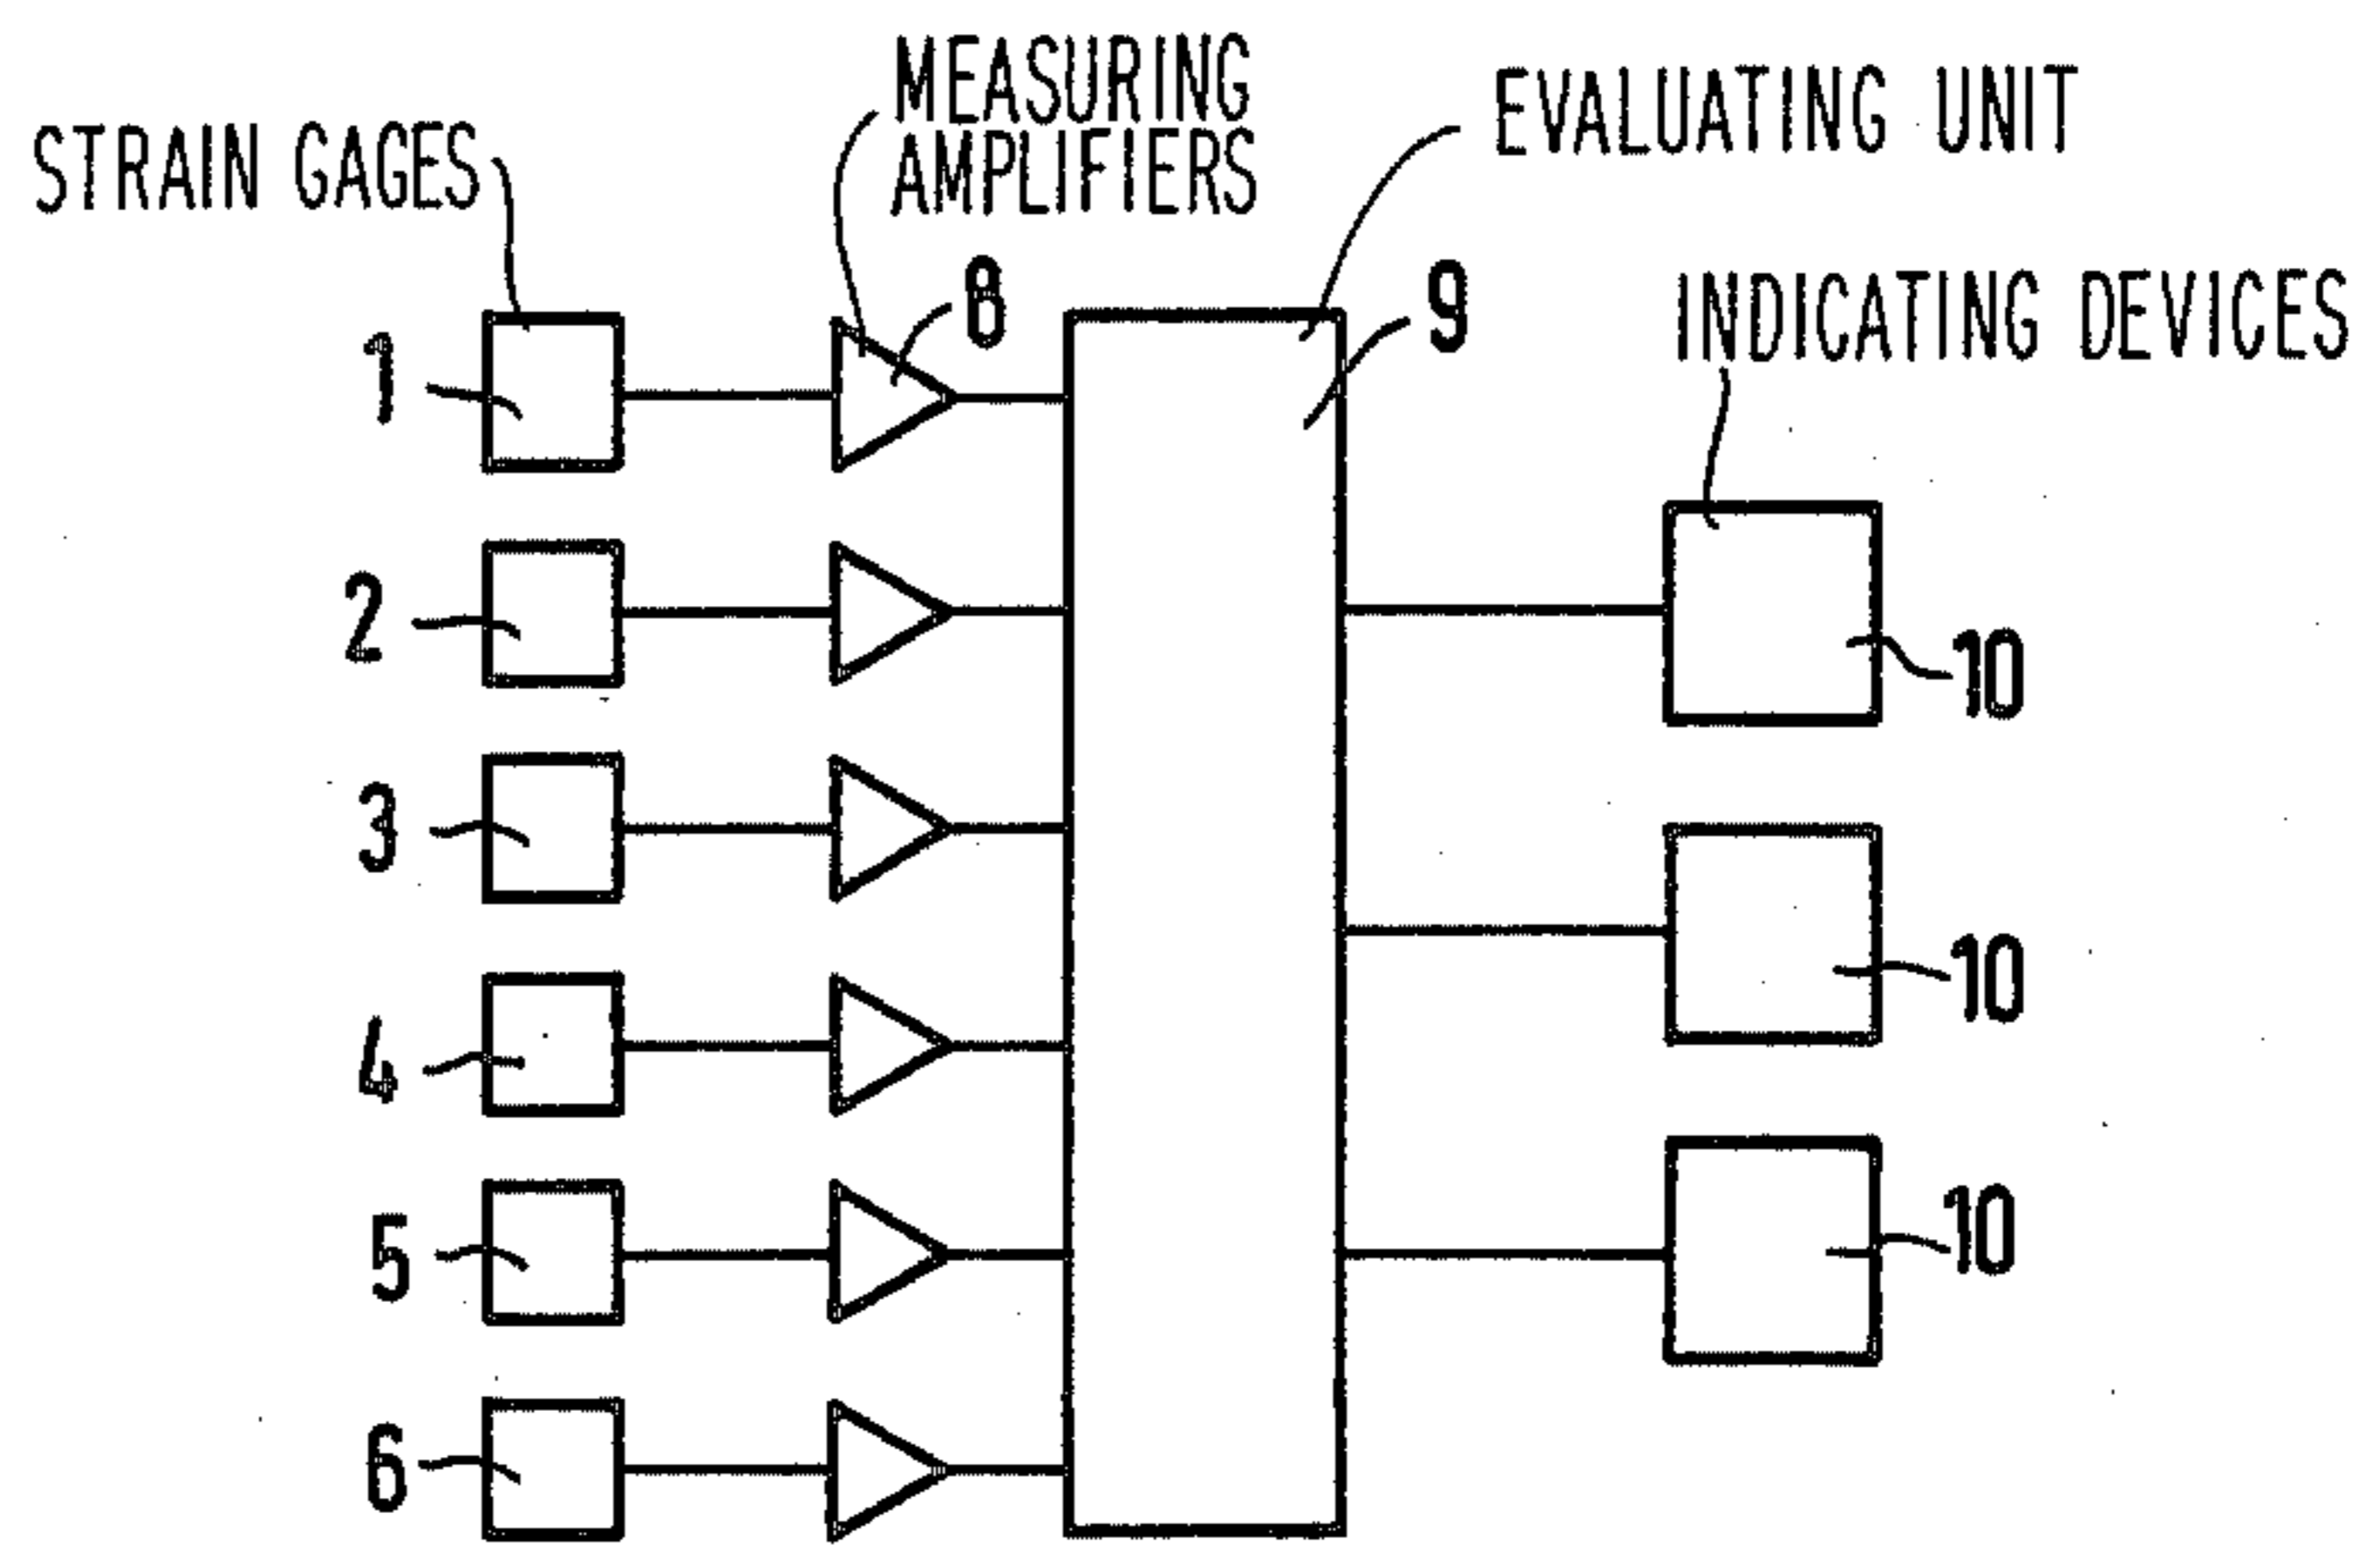 STRAIN GAGES
MEASURING
AMPLIFIERS
EVALUATING UNIT
INDICATING DEVICES
1
8
9
2
10
3
10
4
5
10
6